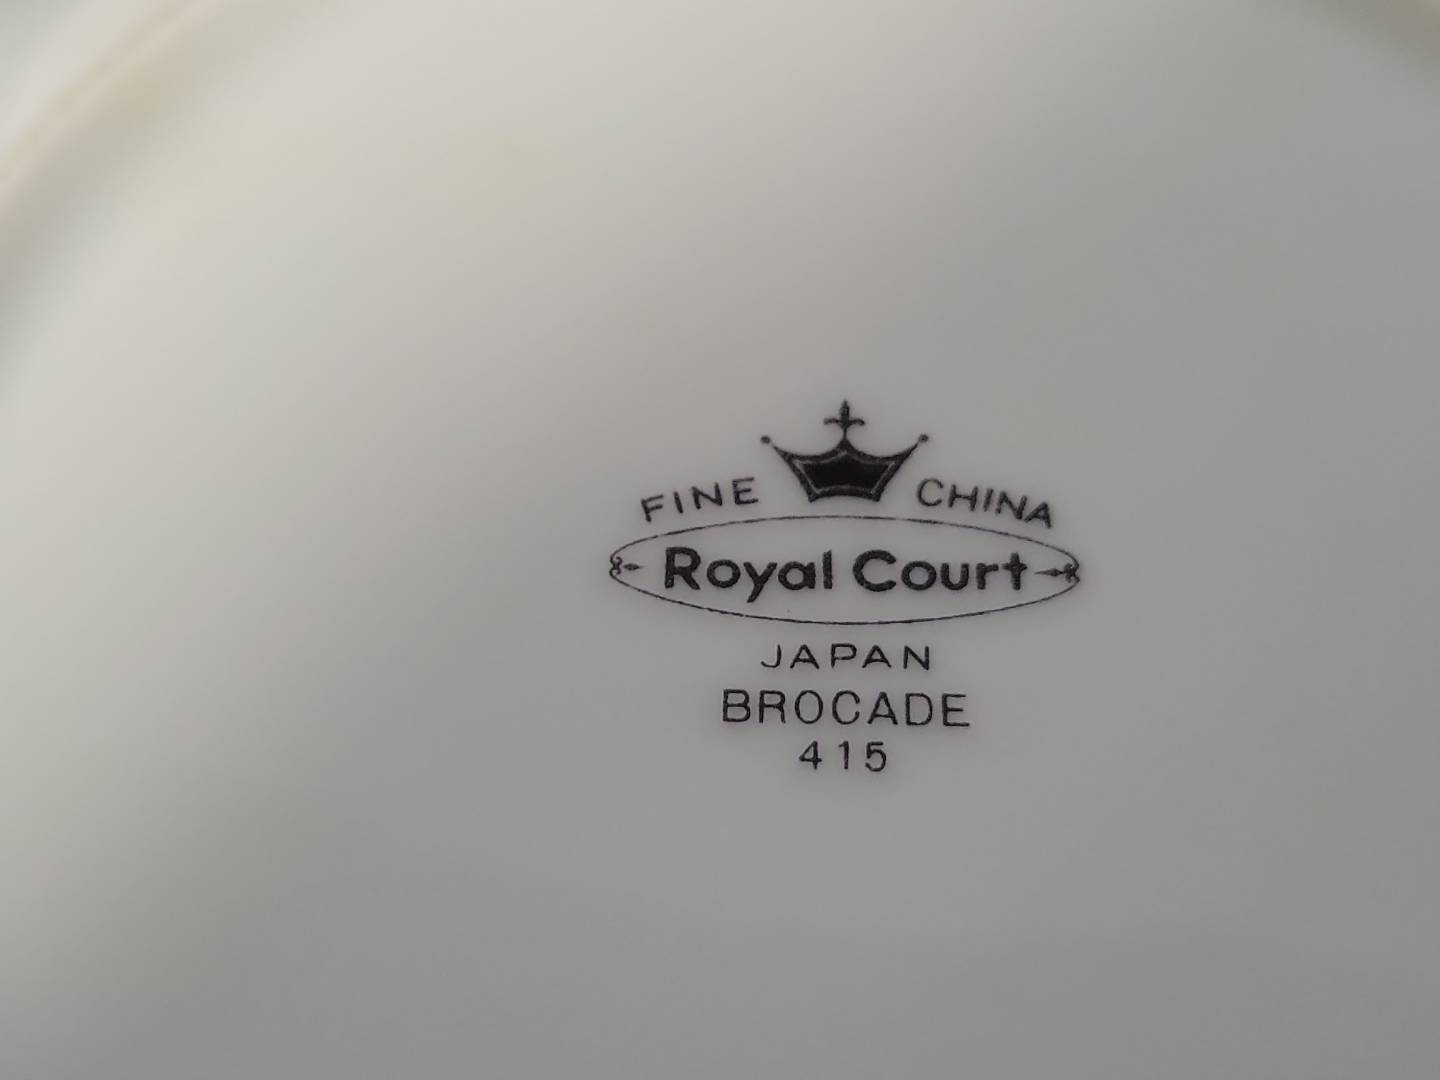 FINE CHINA
Royal Court
JAPAN
BROCADE
415